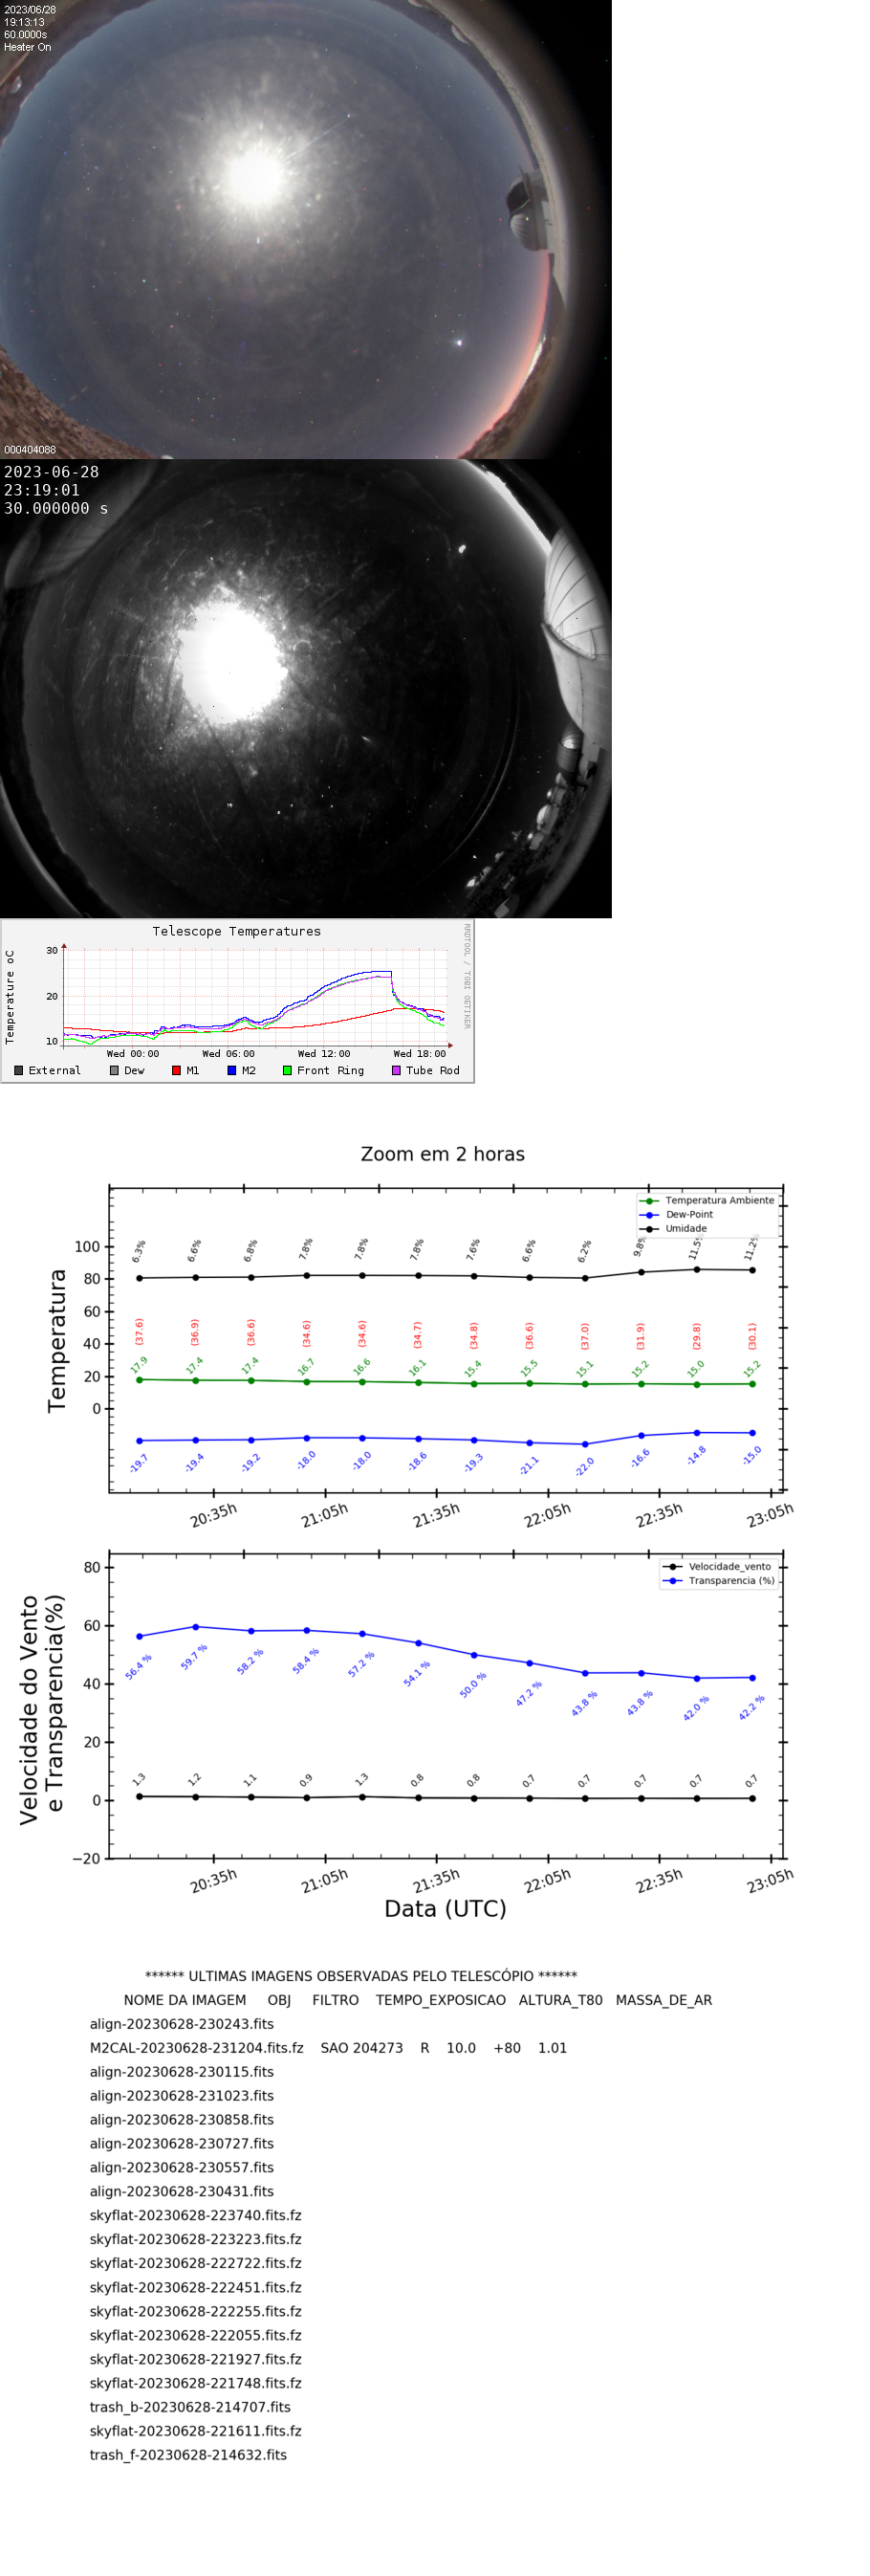 2023/06/28
19:13:13
60.0000s
Heater On
000404088
2023-06-28
23:19:01
30.000000 s
Telescope Temperatures
Temperature oC
RRDTOOL / TOBI OETIKER
30
20
10
Wed 00:00 Wed 06:00 Wed 12:00 Wed 18:00
External Dew M1 M2 Front Ring Tube Rod
Zoom em 2 horas
Temperatura
Temperatura Ambiente
Dew-Point
Umidade
100
80
60
40
20
0
6.3% 6.6% 6.8% 7.8% 7.8% 7.8% 7.6% 6.6% 6.2% 9.8% 11.5% 11.2%
(37.6) (36.9) (36.6) (34.6) (34.6) (34.7) (34.8) (36.6) (37.0) (31.9) (29.8) (30.1)
17.9 17.4 17.4 16.7 16.6 16.1 15.4 15.5 15.1 15.2 15.0 15.2
-19.7 -19.4 -19.2 -18.0 -18.0 -18.6 -19.3 -21.1 -22.0 -16.6 -14.8 -15.0
20:35h 21:05h 21:35h 22:05h 22:35h 23:05h
Velocidade do Vento
e Transparencia(%)
Velocidade_vento
Transparencia (%)
80
60
40
20
0
−20
56.4 % 59.7 % 58.2 % 58.4 % 57.2 % 54.1 % 50.0 % 47.2 % 43.8 % 43.8 % 42.0 % 42.2 %
1.3 1.2 1.1 0.9 1.3 0.8 0.8 0.7 0.7 0.7 0.7 0.7
20:35h 21:05h 21:35h 22:05h 22:35h 23:05h
Data (UTC)
****** ULTIMAS IMAGENS OBSERVADAS PELO TELESCÓPIO ******
NOME DA IMAGEM OBJ FILTRO TEMPO_EXPOSICAO ALTURA_T80 MASSA_DE_AR
align-20230628-230243.fits
M2CAL-20230628-231204.fits.fz SAO 204273 R 10.0 +80 1.01
align-20230628-230115.fits
align-20230628-231023.fits
align-20230628-230858.fits
align-20230628-230727.fits
align-20230628-230557.fits
align-20230628-230431.fits
skyflat-20230628-223740.fits.fz
skyflat-20230628-223223.fits.fz
skyflat-20230628-222722.fits.fz
skyflat-20230628-222451.fits.fz
skyflat-20230628-222255.fits.fz
skyflat-20230628-222055.fits.fz
skyflat-20230628-221927.fits.fz
skyflat-20230628-221748.fits.fz
trash_b-20230628-214707.fits
skyflat-20230628-221611.fits.fz
trash_f-20230628-214632.fits